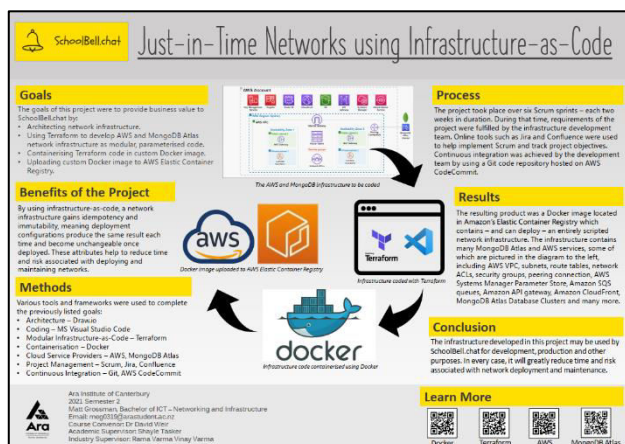 SchoolBell.chat
Just-in-Time Networks using Infrastructure-as-Code
Goals
The goals of this project were to provide business value to
SchoolBell.chat by:
• Architecting network infrastructure.
• Using Terraform to develop AWS and MongoDB Atlas
network infrastructure as modular, parameterised code.
• Containerising Terraform code in custom Docker image.
• Uploading custom Docker image to AWS Elastic Container
Registry.
Benefits of the Project
By using infrastructure-as-code, a network
infrastructure gains idempotency and
immutability, meaning deployment
configurations produce the same result each
time and become unchangeable once
deployed. These attributes help to reduce time
and risk associated with deploying and
maintaining networks.
Methods
Various tools and frameworks were used to complete
the previously listed goals:
• Architecture – Draw.io
• Coding – MS Visual Studio Code
• Modular Infrastructure-as-Code – Terraform
• Containerisation – Docker
• Cloud Service Providers – AWS, MongoDB Atlas
• Project Management – Scrum, Jira, Confluence
• Continuous Integration – Git, AWS CodeCommit
The AWS and MongoDB infrastructure to be coded
aws
Docker image uploaded to AWS Elastic Container Registry
Terraform
Infrastructure coded with Terraform
docker
Infrastructure code containerised using Docker
Process
The project took place over six Scrum sprints – each two
weeks in duration. During that time, requirements of the
project were fulfilled by the infrastructure development
team. Online tools such as Jira and Confluence were used
to help implement Scrum and track project objectives.
Continuous integration was achieved by the development
team by using a Git code repository hosted on AWS
CodeCommit.
Results
The resulting product was a Docker image located
in Amazon's Elastic Container Registry which
contains – and can deploy – an entirely scripted
network infrastructure. The infrastructure contains
many MongoDB Atlas and AWS services, some of
which are pictured in the diagram to the left,
including AWS VPC, subnets, route tables, network
ACLs, security groups, peering connection, AWS
Systems Manager Parameter Store, Amazon SQS
queues, Amazon API gateway, Amazon CloudFront,
MongoDB Atlas Database Clusters and many more.
Conclusion
The infrastructure developed in this project may be used by
SchoolBell.chat for development, production and other
purposes. In every case, it will greatly reduce time and risk
associated with network deployment and maintenance.
Ara
Ara Institute of Canterbury
2021 Semester 2
Matt Grossman, Bachelor of ICT – Networking and Infrastructure
Email: mog0319@arastudent.ac.nz
Course Convenor: Dr David Weir
Academic Supervisor: Shayle Tasker
Industry Supervisor: Rama Varma Vinay Varma
Learn More
Docker
Terraform
AWS
MongoDB Atlas